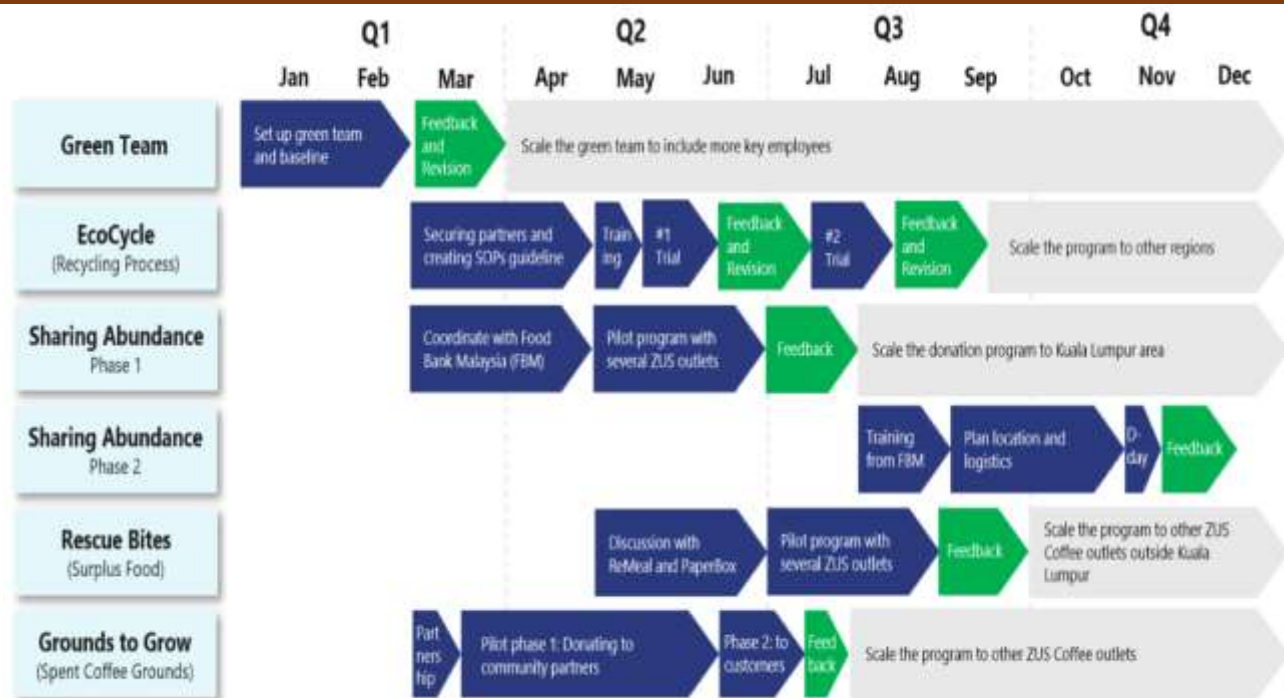 Q1 Q2 Q3 Q4
Jan Feb Mar Apr May Jun Jul Aug Sep Oct Nov Dec
Green Team
Set up green team
and baseline
Feedback
and
Revision
Scale the green team to include more key employees
EcoCycle
(Recycling Process)
Securing partners and
creating SOPs guideline
Train
ing
#1
Trial
Feedback
and
Revision
#2
Trial
Feedback
and
Revision
Scale the program to other regions
Sharing Abundance
Phase 1
Coordinate with Food
Bank Malaysia (FBM)
Pilot program with
several ZUS outlets
Feedback
Scale the donation program to Kuala Lumpur area
Sharing Abundance
Phase 2
Training
from FBM
Plan location and
logistics
D-
day
Feedback
Rescue Bites
(Surplus Food)
Discussion with
ReMeal and PaperBox
Pilot program with
several ZUS outlets
Feedback
Scale the program to other ZUS
Coffee outlets outside Kuala
Lumpur
Grounds to Grow
(Spent Coffee Grounds)
Part
ners
hip
Pilot phase 1: Donating to
community partners
Phase 2: to
customers
Feed
back
Scale the program to other ZUS Coffee outlets